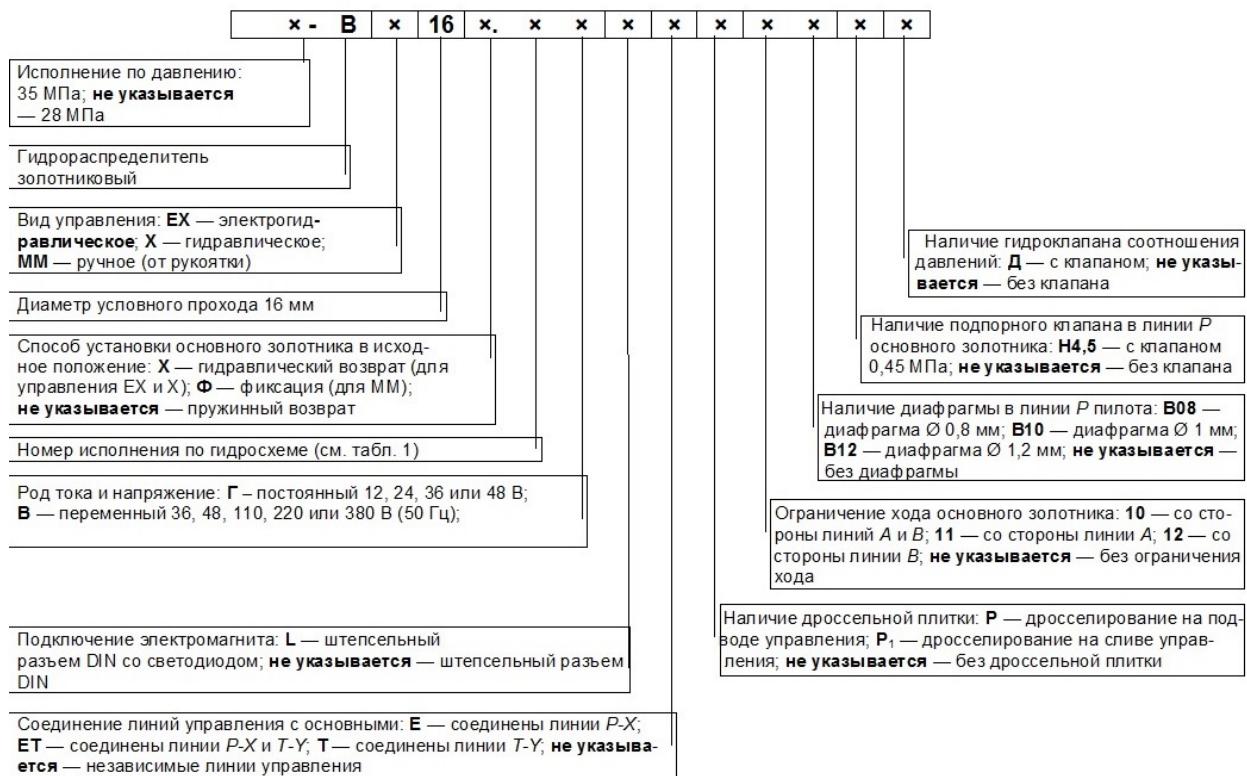 ×- В × 16 ×. × × × × × × × × ×
Исполнение по давлению:
35 МПа; не указывается
— 28 МПа
Гидрораспределитель
золотниковый
Вид управления: ЕХ — электрогид-
равлическое; Х — гидравлическое;
ММ — ручное (от рукоятки)
Диаметр условного прохода 16 мм
Способ установки основного золотника в исход-
ное положение: Х — гидравлический возврат (для
управления ЕХ и Х); Ф — фиксация (для ММ);
не указывается — пружинный возврат
Номер исполнения по гидросхеме (см. табл. 1)
Род тока и напряжение: Г – постоянный 12, 24, 36 или 48 В;
В — переменный 36, 48, 110, 220 или 380 В (50 Гц);
Подключение электромагнита: L — штепсельный
разъем DIN со светодиодом; не указывается — штепсельный разъем
DIN
Соединение линий управления с основными: Е — соединены линии P-X;
ЕТ — соединены линии P-X и T-Y; Т — соединены линии T-Y; не указыва-
ется — независимые линии управления
Наличие гидроклапана соотношения
давлений: Д — с клапаном; не указы-
вается — без клапана
Наличие подпорного клапана в линии P
основного золотника: Н4,5 — с клапаном
0,45 МПа; не указывается — без клапана
Наличие диафрагмы в линии P пилота: В08 —
диафрагма Ø 0,8 мм; В10 — диафрагма Ø 1 мм;
В12 — диафрагма Ø 1,2 мм; не указывается —
без диафрагмы
Ограничение хода основного золотника: 10 — со сто-
роны линий A и B; 11 — со стороны линии A; 12 — со
стороны линии B; не указывается — без ограничения
хода
Наличие дроссельной плитки: Р — дросселирование на под-
воде управления; Р₁ — дросселирование на сливе управ-
ления; не указывается — без дроссельной плитки